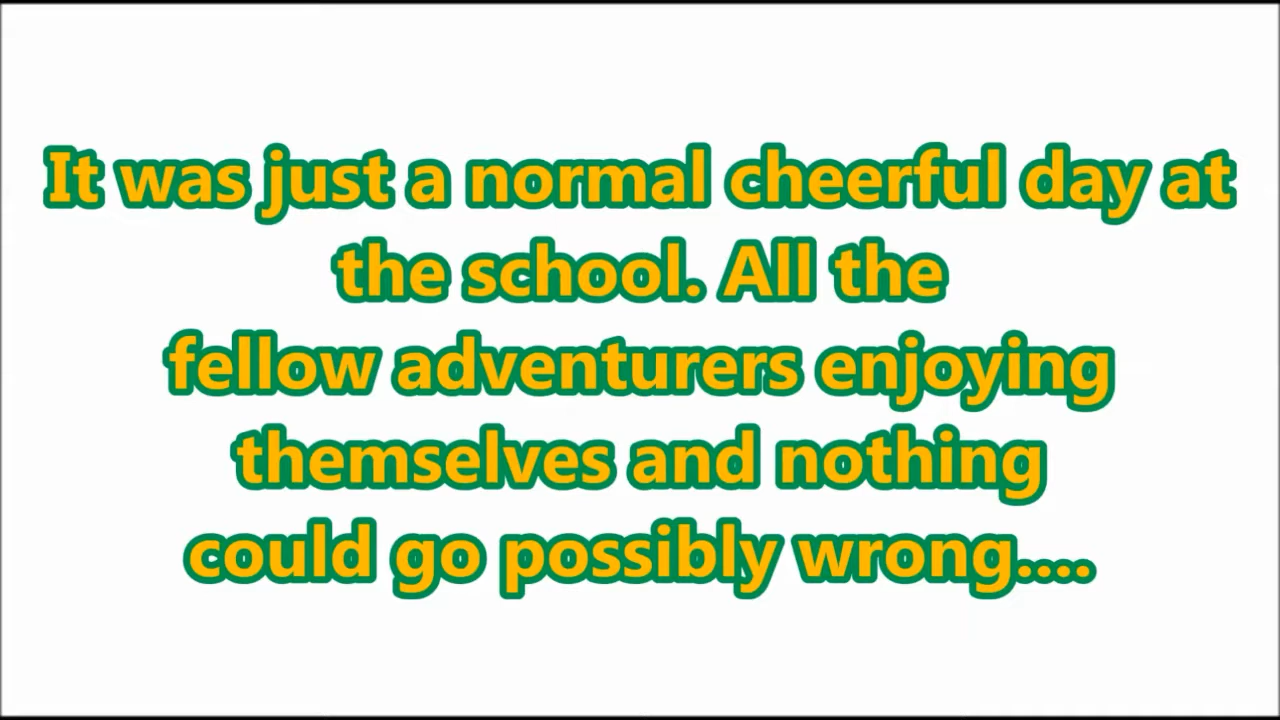 It was just a normal cheerful day at
the school. All the
fellow adventurers enjoying
themselves and nothing
could go possibly wrong....